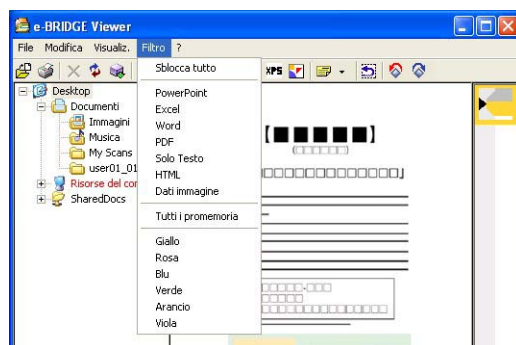 e-BRIDGE Viewer
File Modifica Visualiz. Filtro ?
XPS
Desktop
Documenti
Immagini
Musica
My Scans
user01_01
Risorse del cor
SharedDocs
Sblocca tutto
PowerPoint
Excel
Word
PDF
Solo Testo
HTML
Dati immagine
Tutti i promemoria
Giallo
Rosa
Blu
Verde
Arancio
Viola